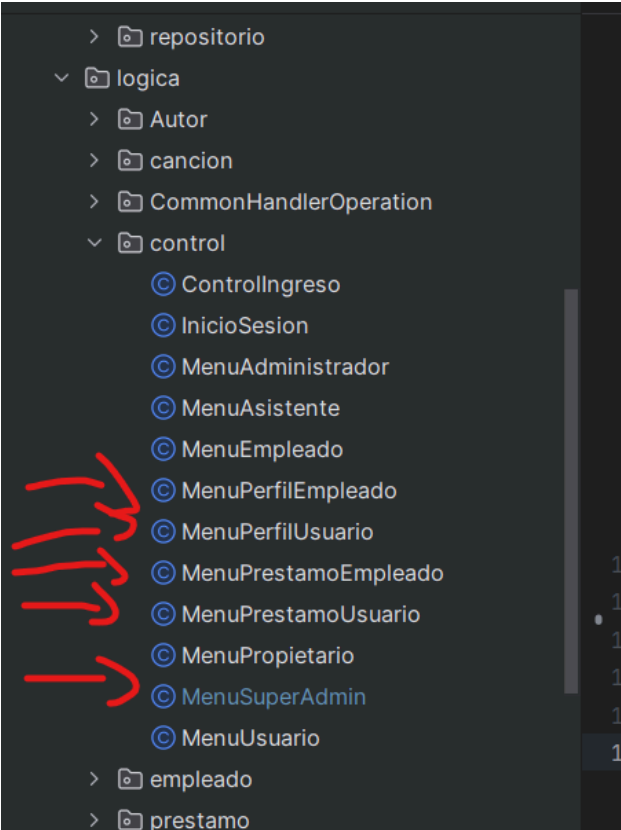 repositorio
logica
Autor
cancion
CommonHandlerOperation
control
ControlIngreso
InicioSesion
MenuAdministrador
MenuAsistente
MenuEmpleado
MenuPerfilEmpleado
MenuPerfilUsuario
MenuPrestamoEmpleado
MenuPrestamoUsuario
MenuPropietario
MenuSuperAdmin
MenuUsuario
empleado
prestamo